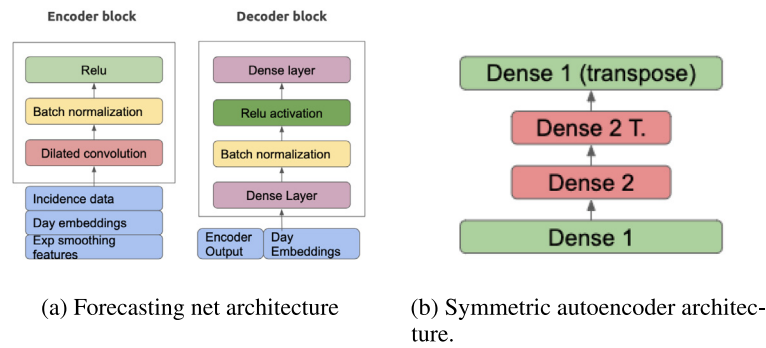 Encoder block
Relu
Batch normalization
Dilated convolution
Incidence data
Day embeddings
Exp smoothing
features
Decoder block
Dense layer
Relu activation
Batch normalization
Dense Layer
Encoder
Output
Day
Embeddings
(a) Forecasting net architecture
Dense 1 (transpose)
Dense 2 T.
Dense 2
Dense 1
(b) Symmetric autoencoder architec-
ture.